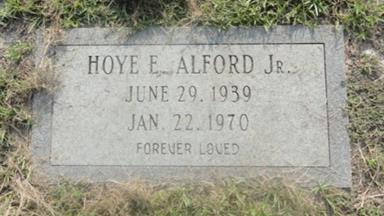 HOYE E. ALFORD JR.
JUNE 29, 1939
JAN. 22, 1970
FOREVER LOVED